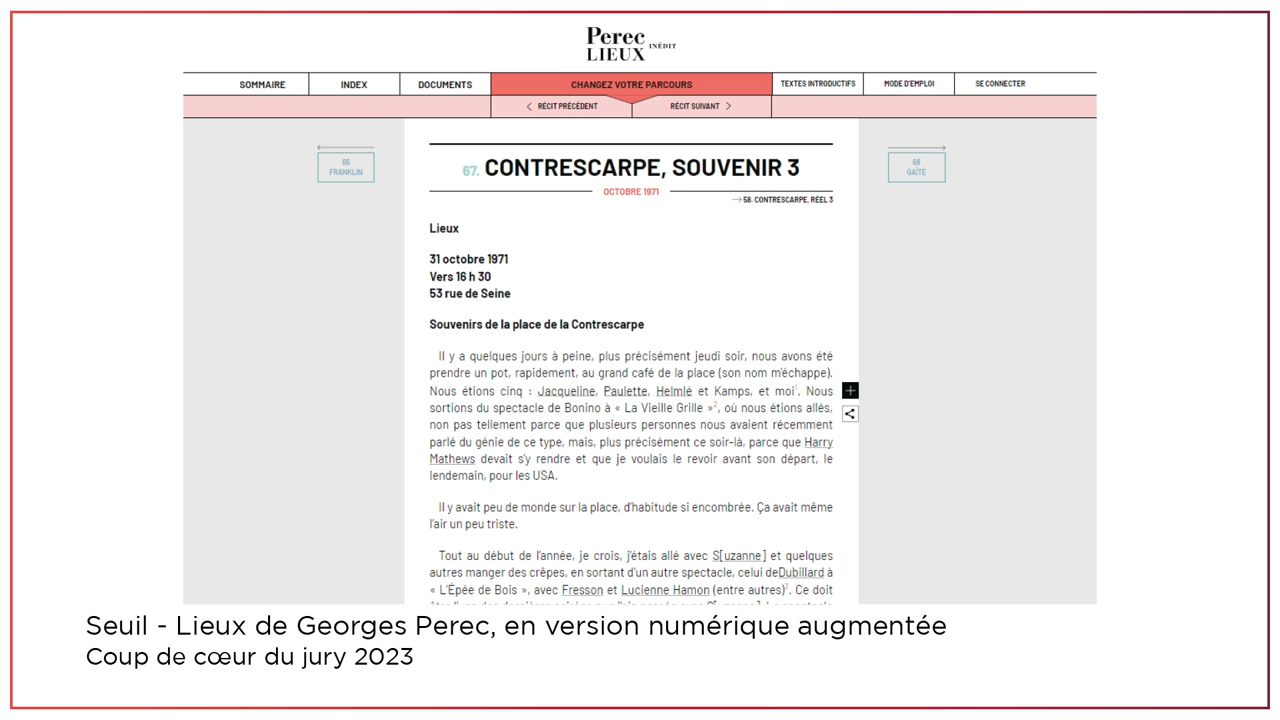 Perec
LIEUX INÉDIT
SOMMAIRE INDEX DOCUMENTS CHANGEZ VOTRE PARCOURS TEXTES INTRODUCTIFS MODE D'EMPLOI SE CONNECTER
RÉCIT PRÉCÉDENT RÉCIT SUIVANT
66 FRANKLIN
68 GAÎTÉ
67. CONTRESCARPE, SOUVENIR 3
OCTOBRE 1971
58. CONTRESCARPE, RÉEL 3
Lieux
31 octobre 1971
Vers 16 h 30
53 rue de Seine
Souvenirs de la place de la Contrescarpe
Il y a quelques jours à peine, plus précisément jeudi soir, nous avons été
prendre un pot, rapidement, au grand café de la place (son nom m'échappe).
Nous étions cinq : Jacqueline, Paulette, Helmlé et Kamps, et moi¹. Nous
sortions du spectacle de Bonino à « La Vieille Grille »², où nous étions allés,
non pas tellement parce que plusieurs personnes nous avaient récemment
parlé du génie de ce type, mais, plus précisément ce soir-là, parce que Harry
Mathews devait s'y rendre et que je voulais le revoir avant son départ, le
lendemain, pour les USA.
Il y avait peu de monde sur la place, d'habitude si encombrée. Ça avait même
l'air un peu triste.
Tout au début de l'année, je crois, j'étais allé avec S[uzanne] et quelques
autres manger des crêpes, en sortant d'un autre spectacle, celui deDubillard à
« L'Épée de Bois », avec Fresson et Lucienne Hamon (entre autres)³. Ce doit
Seuil - Lieux de Georges Perec, en version numérique augmentée
Coup de cœur du jury 2023